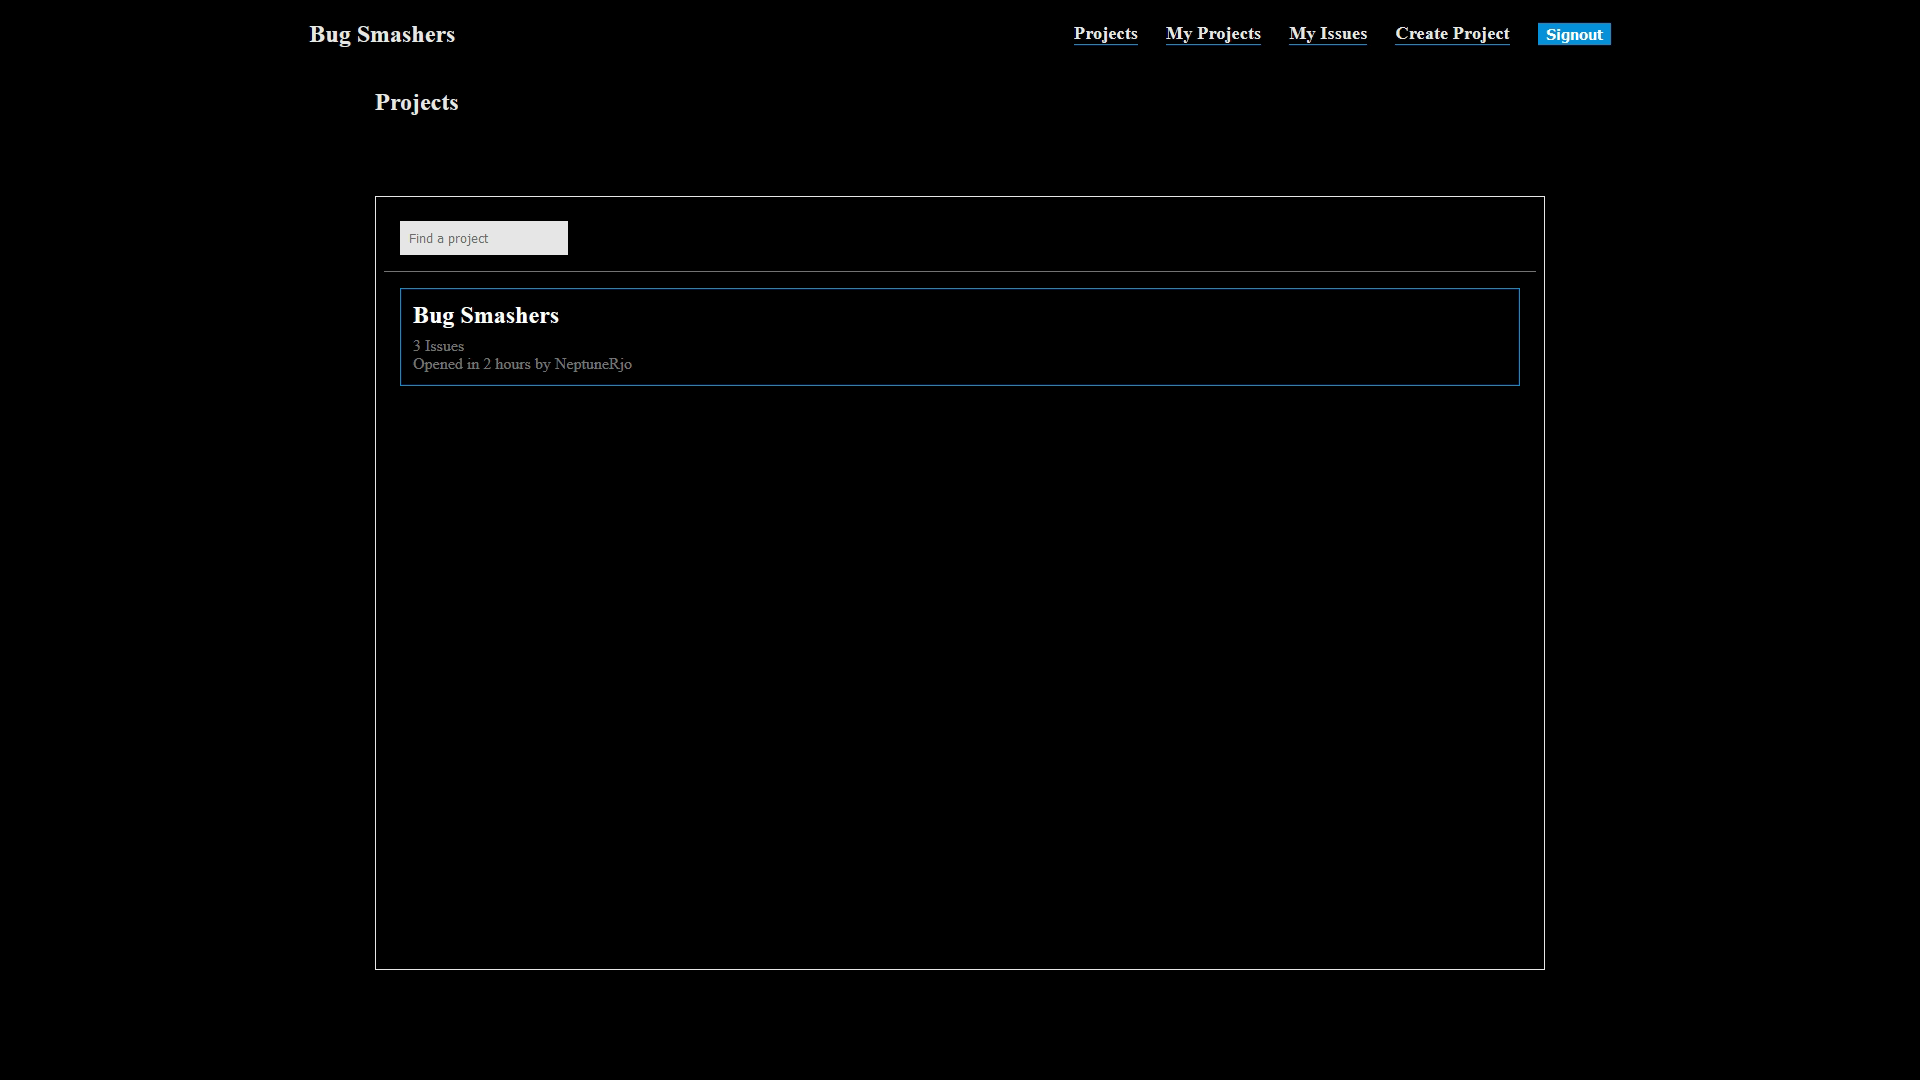 Bug Smashers
Projects My Projects My Issues Create Project Signout
Projects
Find a project
Bug Smashers
3 Issues
Opened in 2 hours by NeptuneRjo